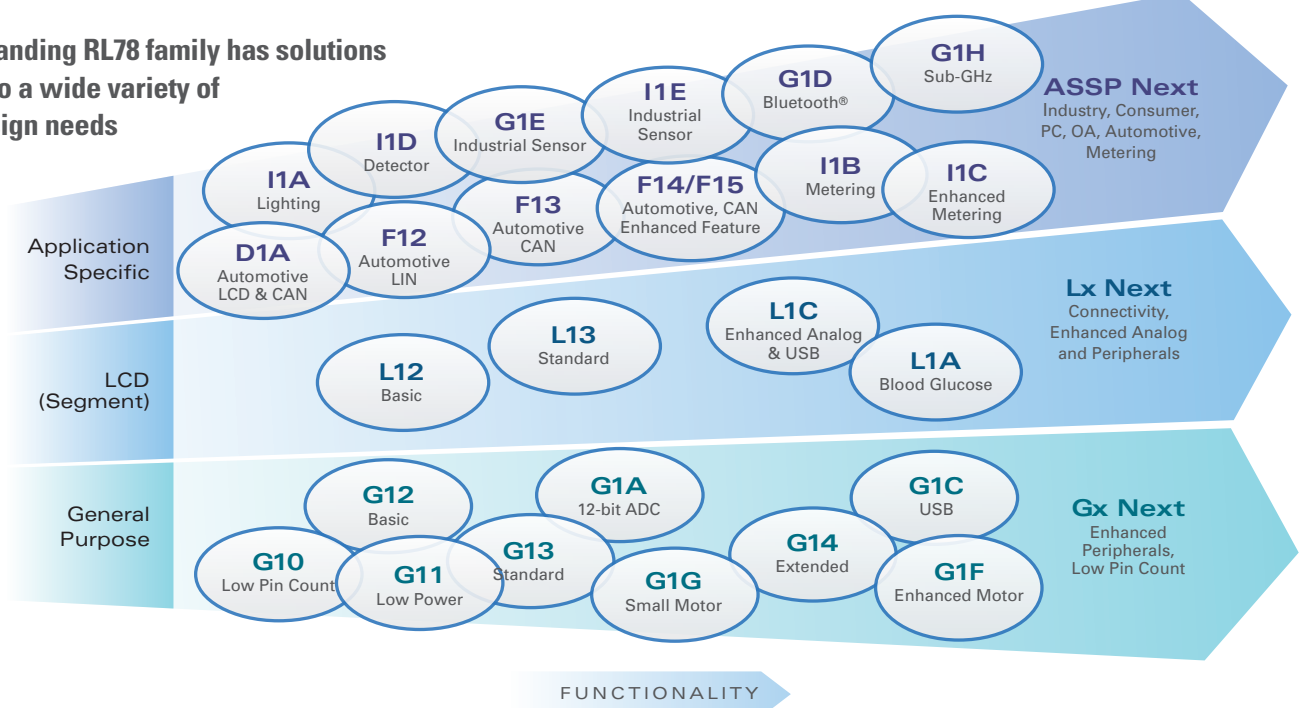 anding RL78 family has solutions
o a wide variety of
ign needs
G1H
Sub-GHz
G1D
Bluetooth®
I1E
Industrial
Sensor
G1E
Industrial Sensor
I1D
Detector
I1A
Lighting
ASSP Next
Industry, Consumer,
PC, OA, Automotive,
Metering
I1B
Metering
I1C
Enhanced
Metering
F14/F15
Automotive, CAN
Enhanced Feature
F13
Automotive
CAN
F12
Automotive
LIN
D1A
Automotive
LCD & CAN
Application
Specific
Lx Next
Connectivity,
Enhanced Analog
and Peripherals
L1C
Enhanced Analog
& USB
L13
Standard
L1A
Blood Glucose
L12
Basic
LCD
(Segment)
G12
Basic
G1A
12-bit ADC
G1C
USB
Gx Next
Enhanced
Peripherals,
Low Pin Count
General
Purpose
G10
Low Pin Count
G11
Low Power
G13
Standard
G1G
Small Motor
G14
Extended
G1F
Enhanced Motor
FUNCTIONALITY